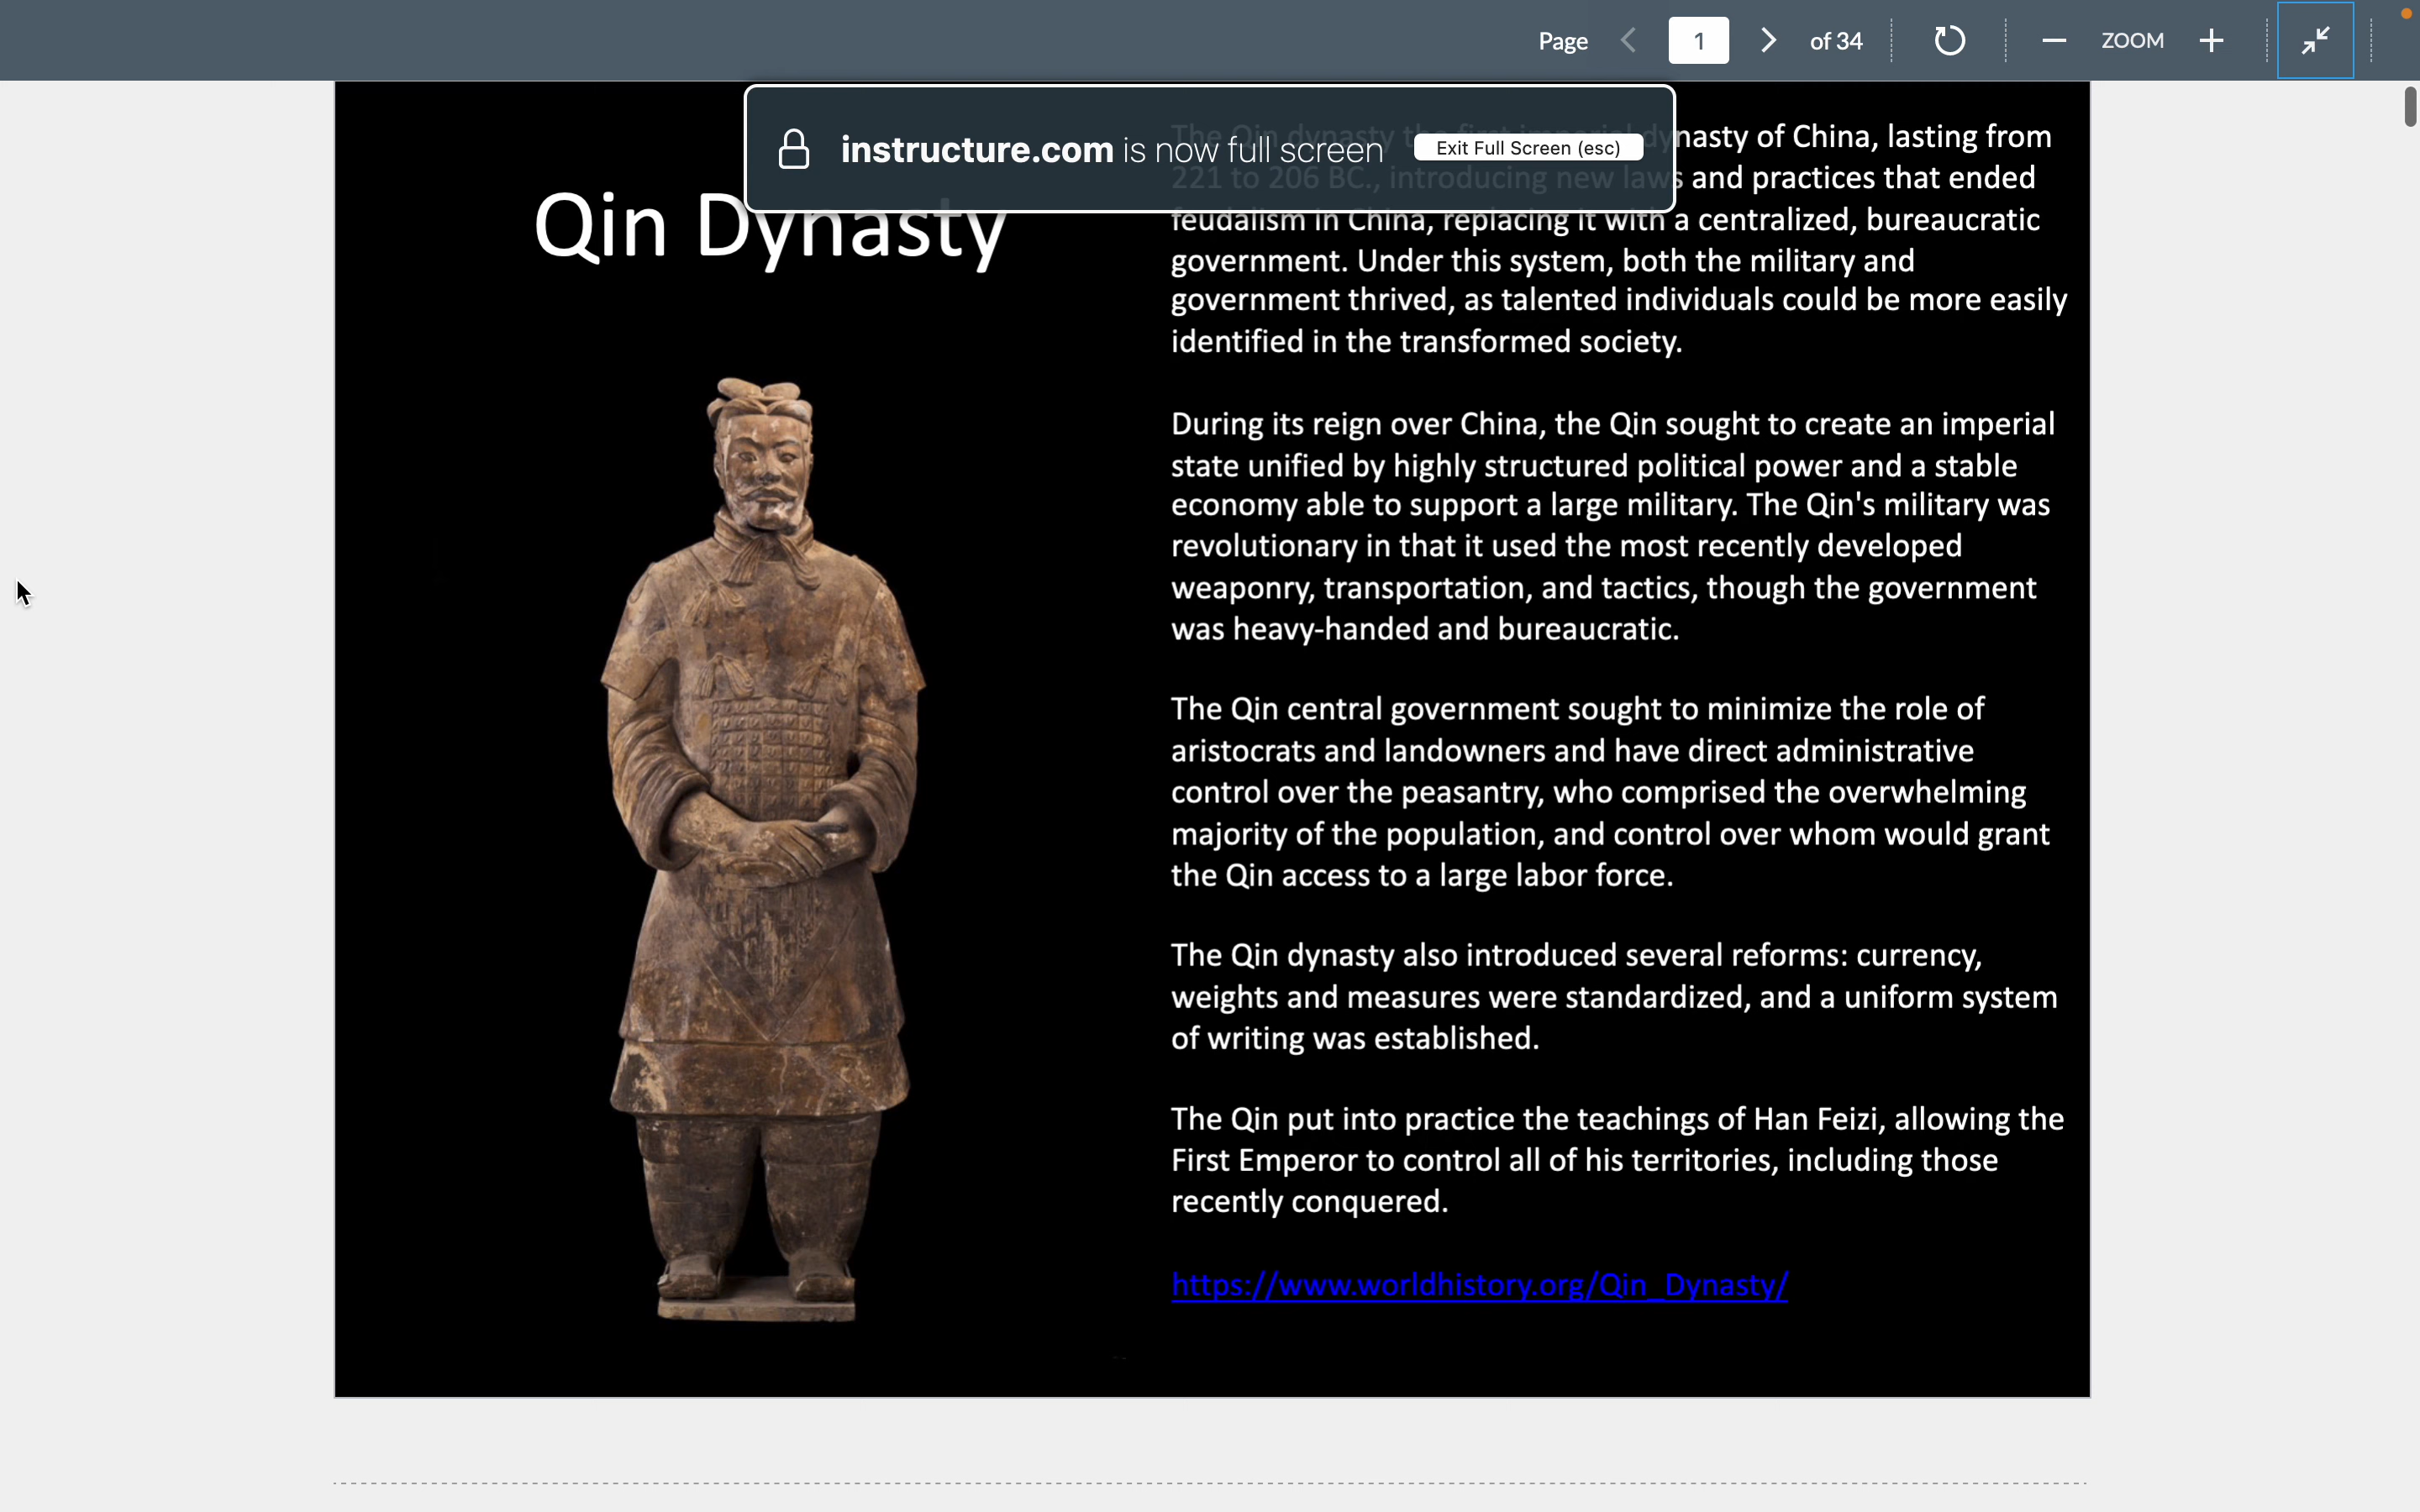 Page
1
of 34
ZOOM
instructure.com is now full screen
Exit Full Screen (esc)
Qin Dynasty
The Qin dynasty the first imperial dynasty of China, lasting from
221 to 206 BC., introducing new laws and practices that ended
feudalism in China, replacing it with a centralized, bureaucratic
government. Under this system, both the military and
government thrived, as talented individuals could be more easily
identified in the transformed society.
During its reign over China, the Qin sought to create an imperial
state unified by highly structured political power and a stable
economy able to support a large military. The Qin's military was
revolutionary in that it used the most recently developed
weaponry, transportation, and tactics, though the government
was heavy-handed and bureaucratic.
The Qin central government sought to minimize the role of
aristocrats and landowners and have direct administrative
control over the peasantry, who comprised the overwhelming
majority of the population, and control over whom would grant
the Qin access to a large labor force.
The Qin dynasty also introduced several reforms: currency,
weights and measures were standardized, and a uniform system
of writing was established.
The Qin put into practice the teachings of Han Feizi, allowing the
First Emperor to control all of his territories, including those
recently conquered.
https://www.worldhistory.org/Qin_Dynasty/